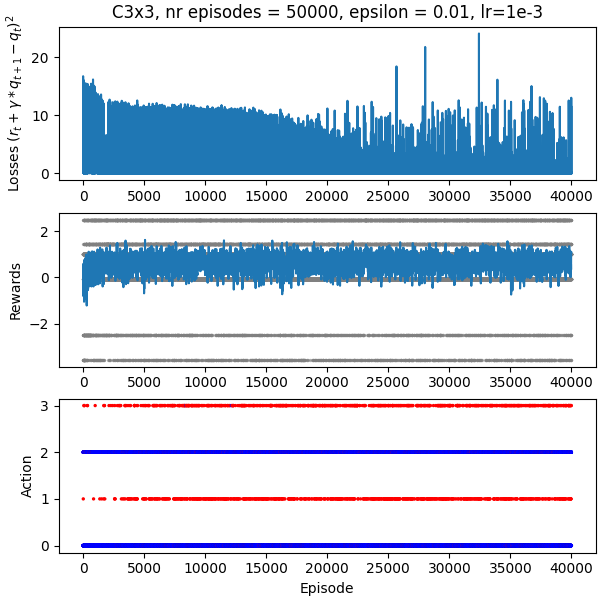 C3x3, nr episodes = 50000, epsilon = 0.01, lr=1e-3
Losses $(r_t + \gamma * q_{t+1} - q_t)^2$
20
10
0
0 5000 10000 15000 20000 25000 30000 35000 40000
Rewards
2
0
−2
0 5000 10000 15000 20000 25000 30000 35000 40000
Action
3
2
1
0
0 5000 10000 15000 20000 25000 30000 35000 40000
Episode